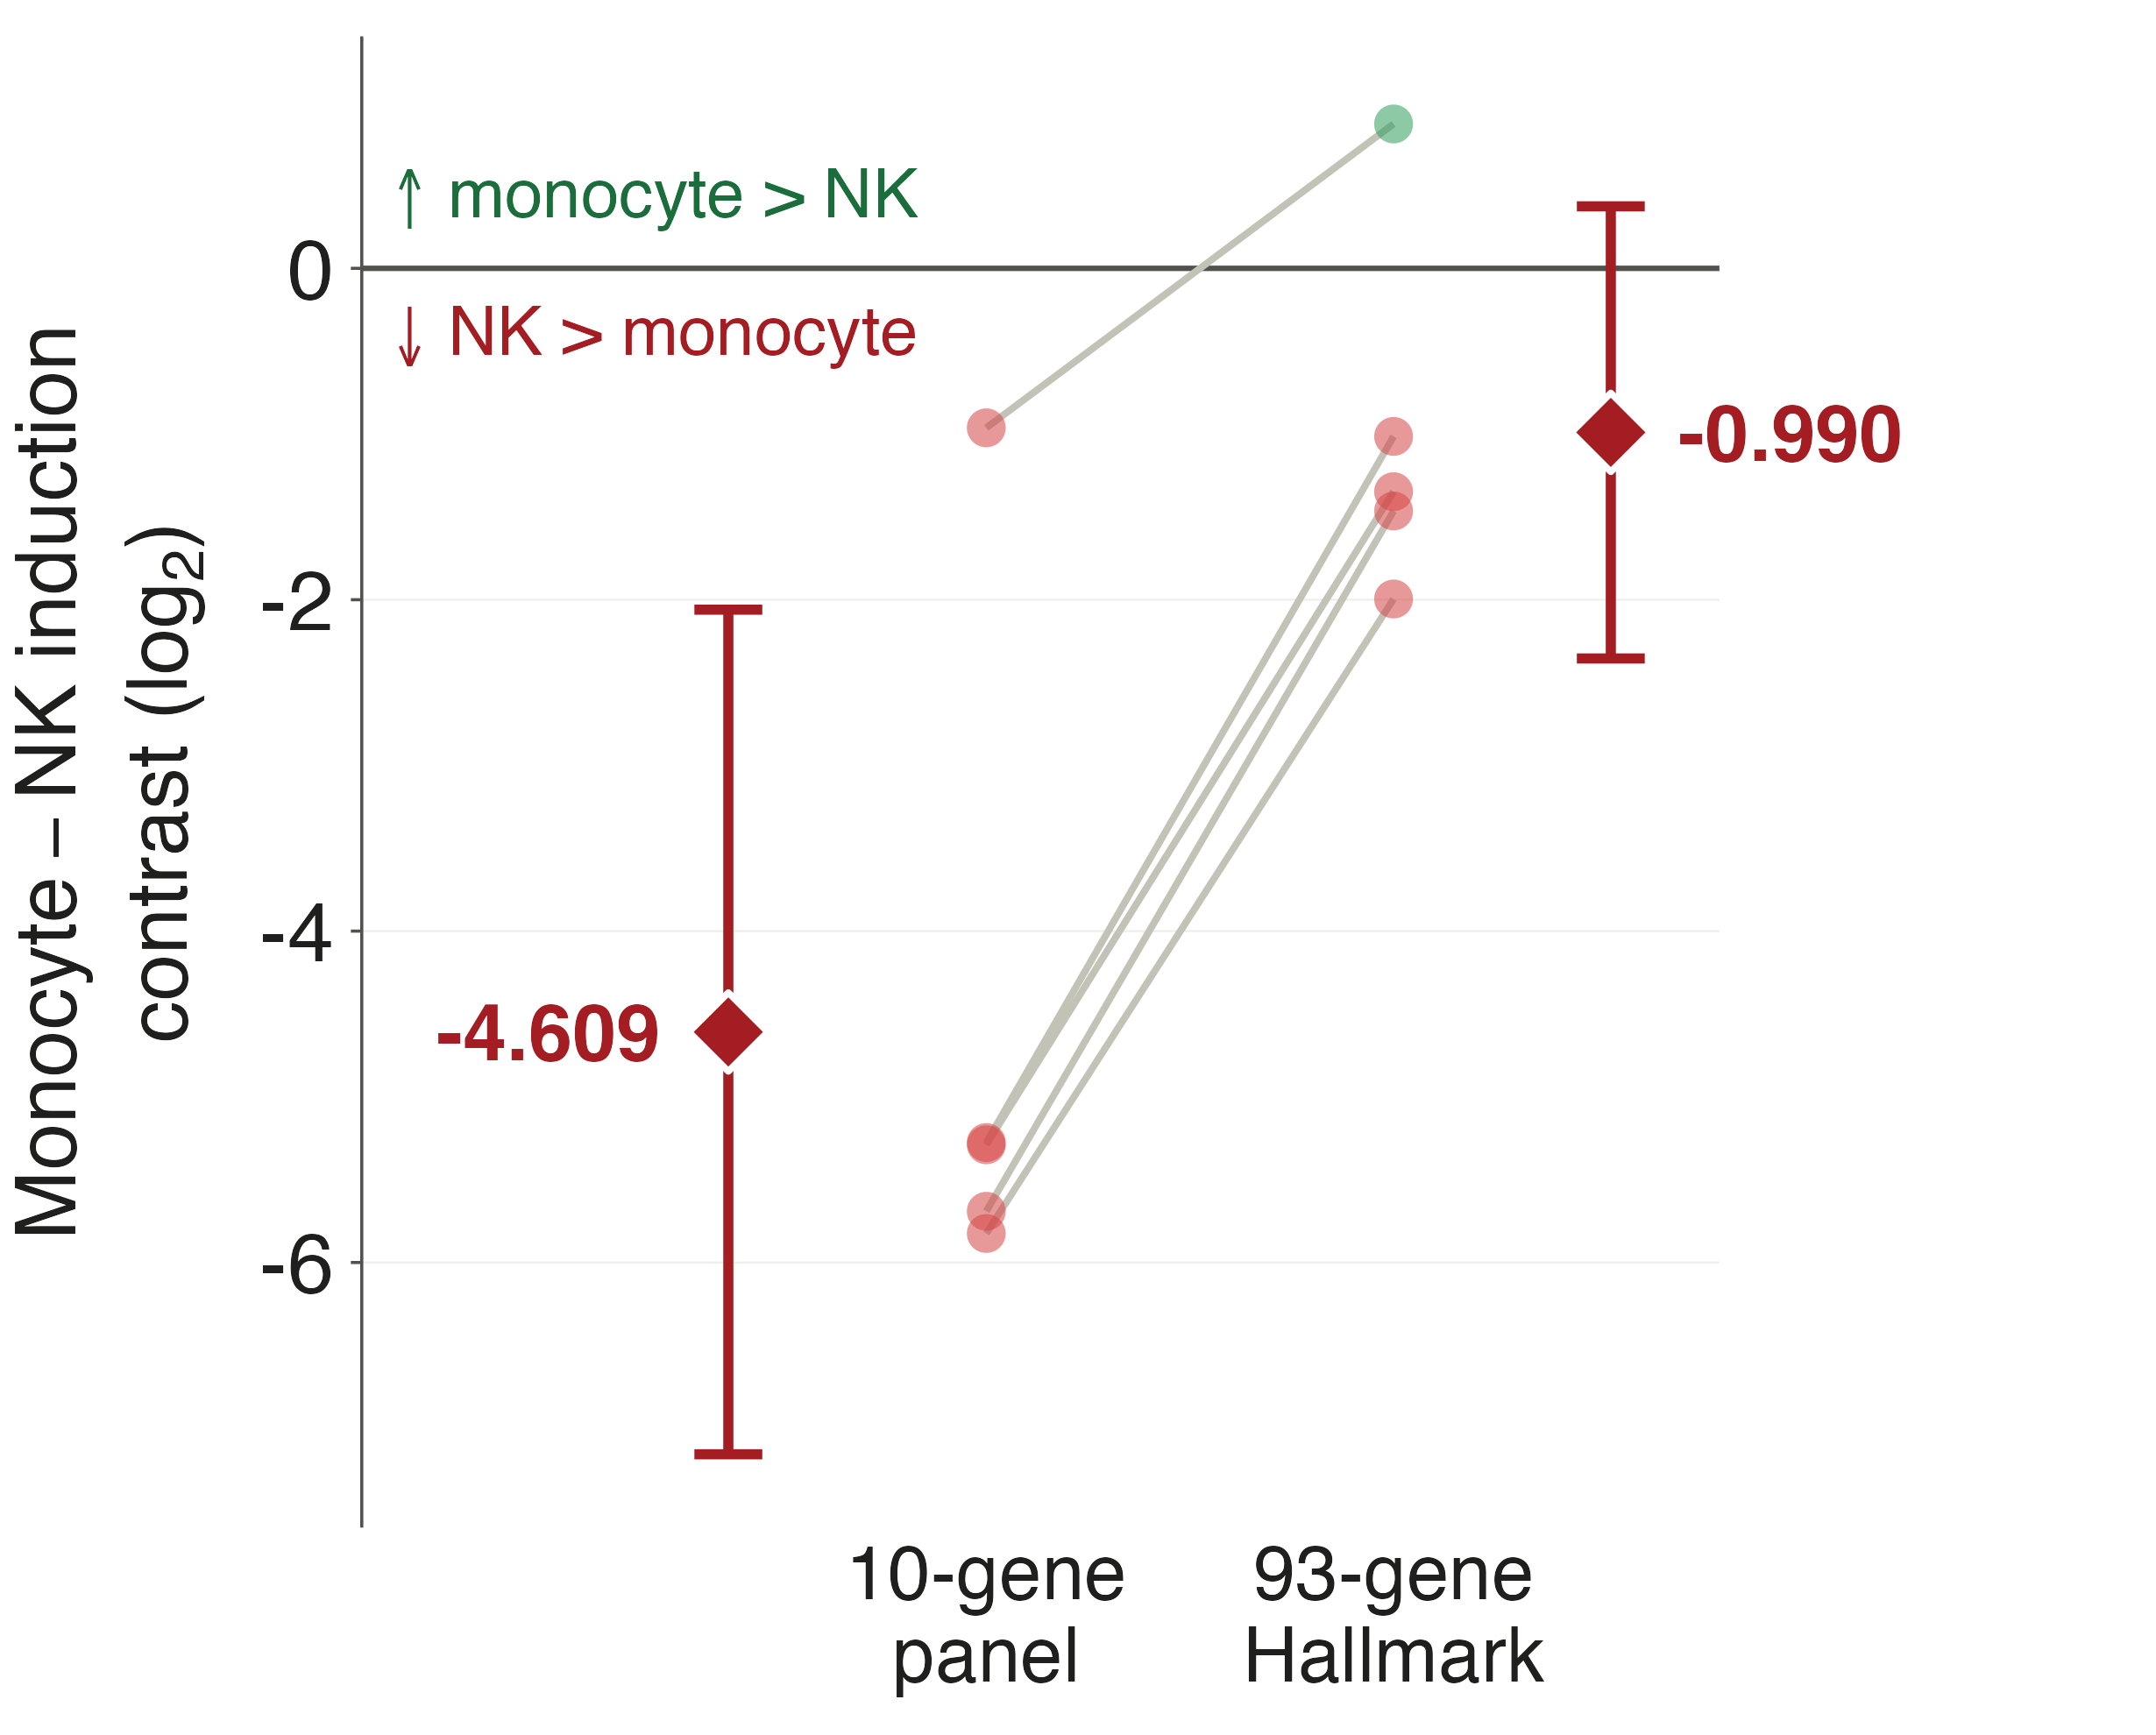 Monocyte – NK induction
contrast (log₂)
0
-2
-4
-6
↑ monocyte > NK
↓ NK > monocyte
-4.609
-0.990
10-gene
panel
93-gene
Hallmark